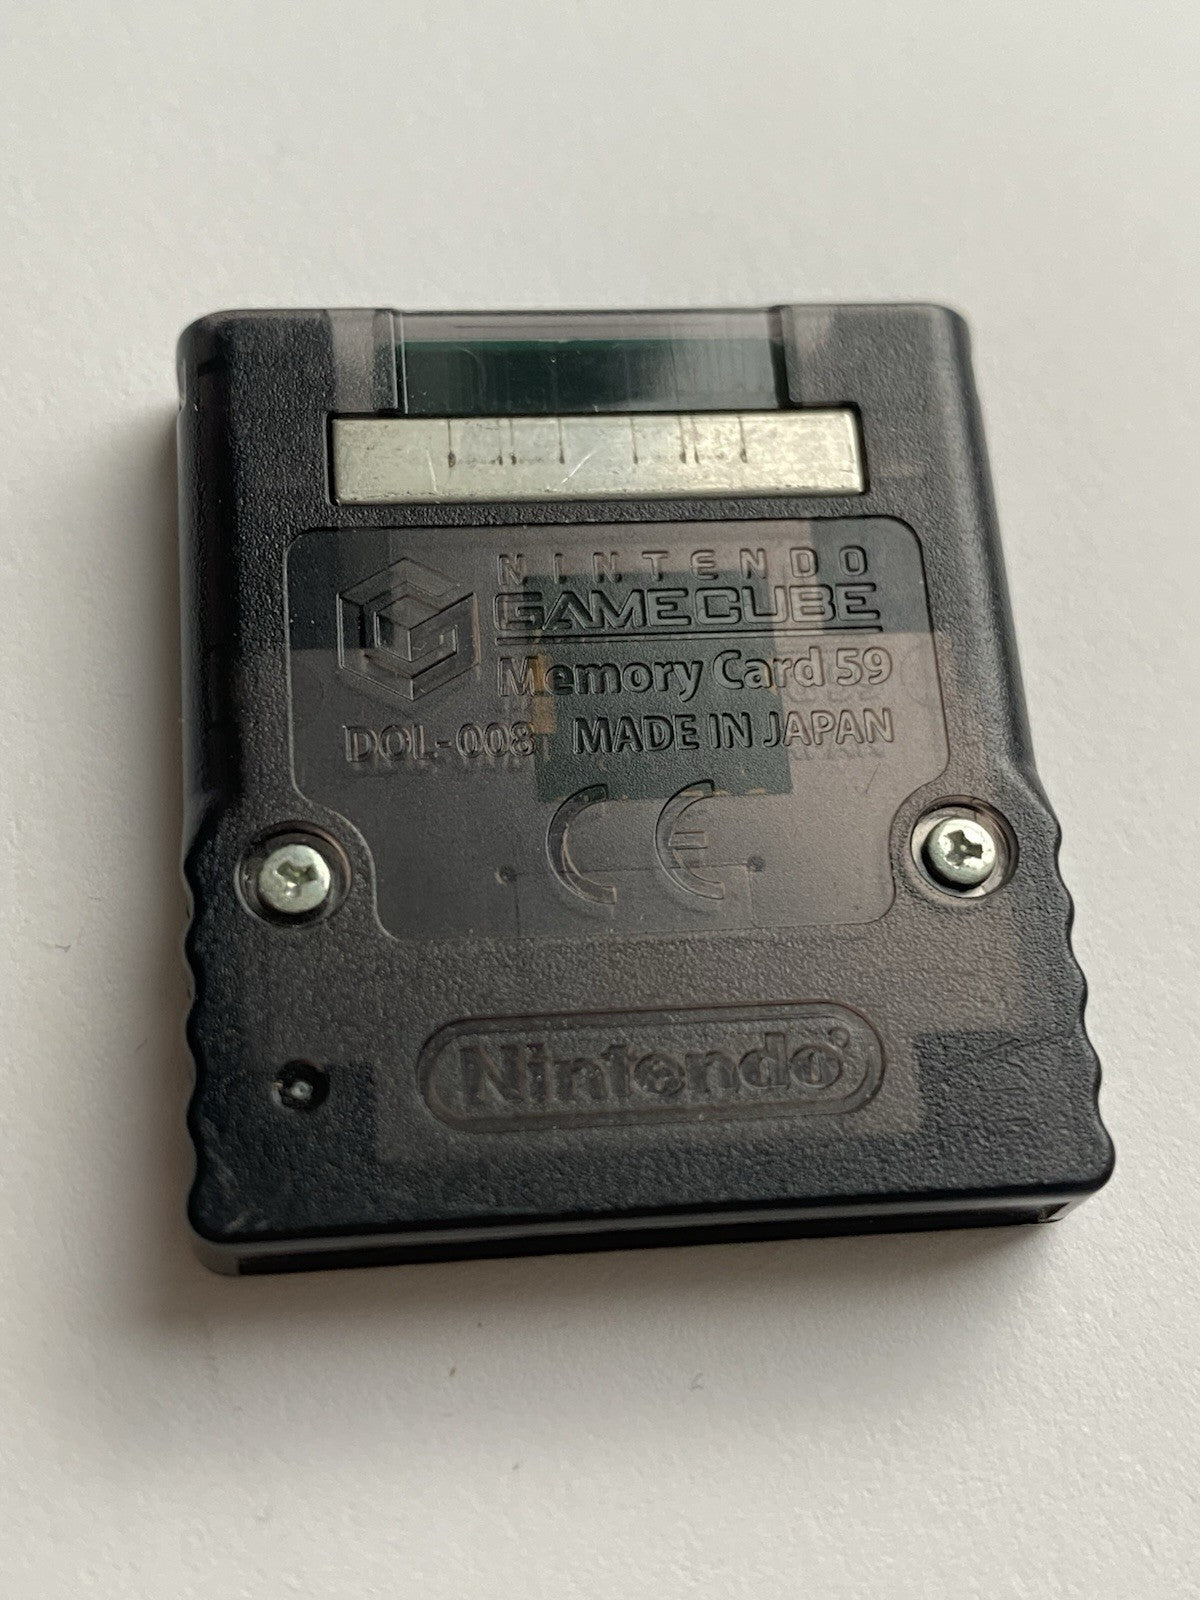 NINTENDO
GAMECUBE
Memory Card 59
DOL-008 MADE IN JAPAN
CE
Nintendo®